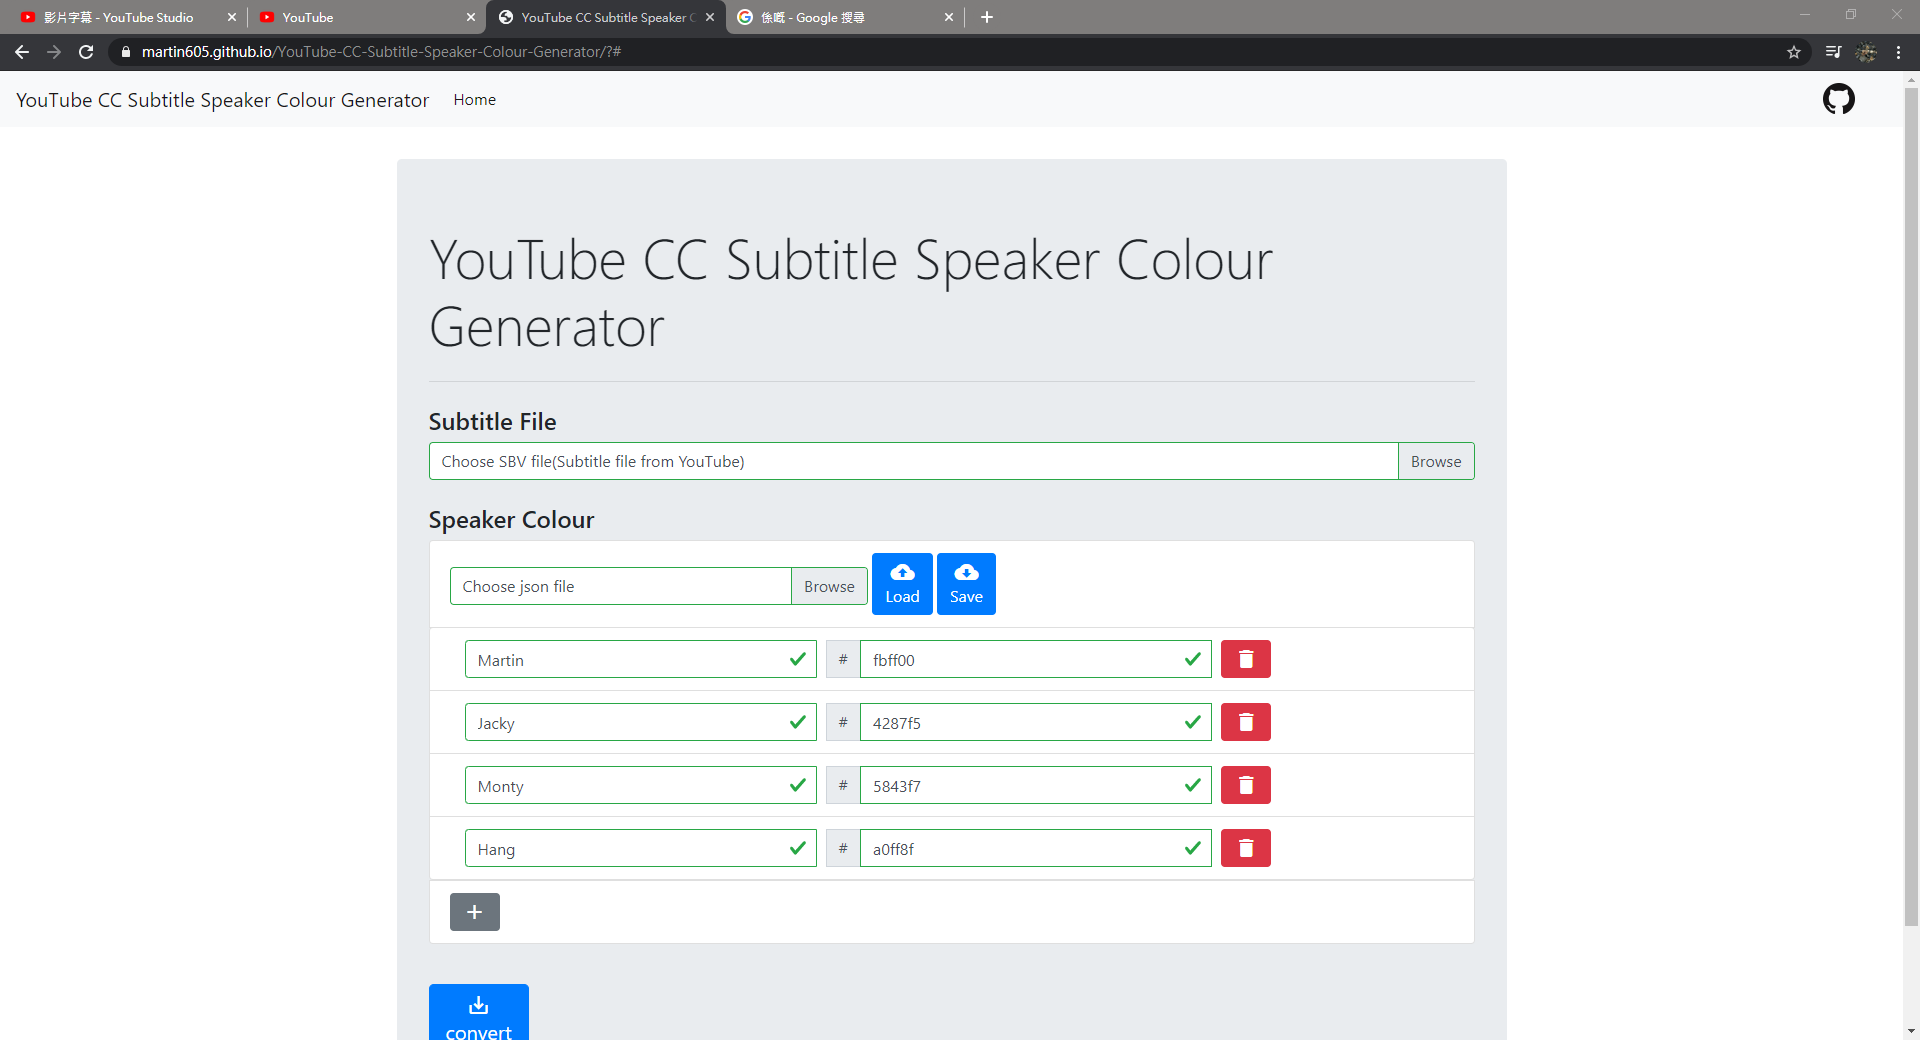 影片字幕 - YouTube Studio
YouTube
YouTube CC Subtitle Speaker C
係嘅 - Google 搜尋
martin605.github.io/YouTube-CC-Subtitle-Speaker-Colour-Generator/?#
YouTube CC Subtitle Speaker Colour Generator
Home
YouTube CC Subtitle Speaker Colour
Generator
Subtitle File
Choose SBV file(Subtitle file from YouTube)
Browse
Speaker Colour
Choose json file
Browse
Load
Save
Martin
#
fbff00
Jacky
#
4287f5
Monty
#
5843f7
Hang
#
a0ff8f
convert